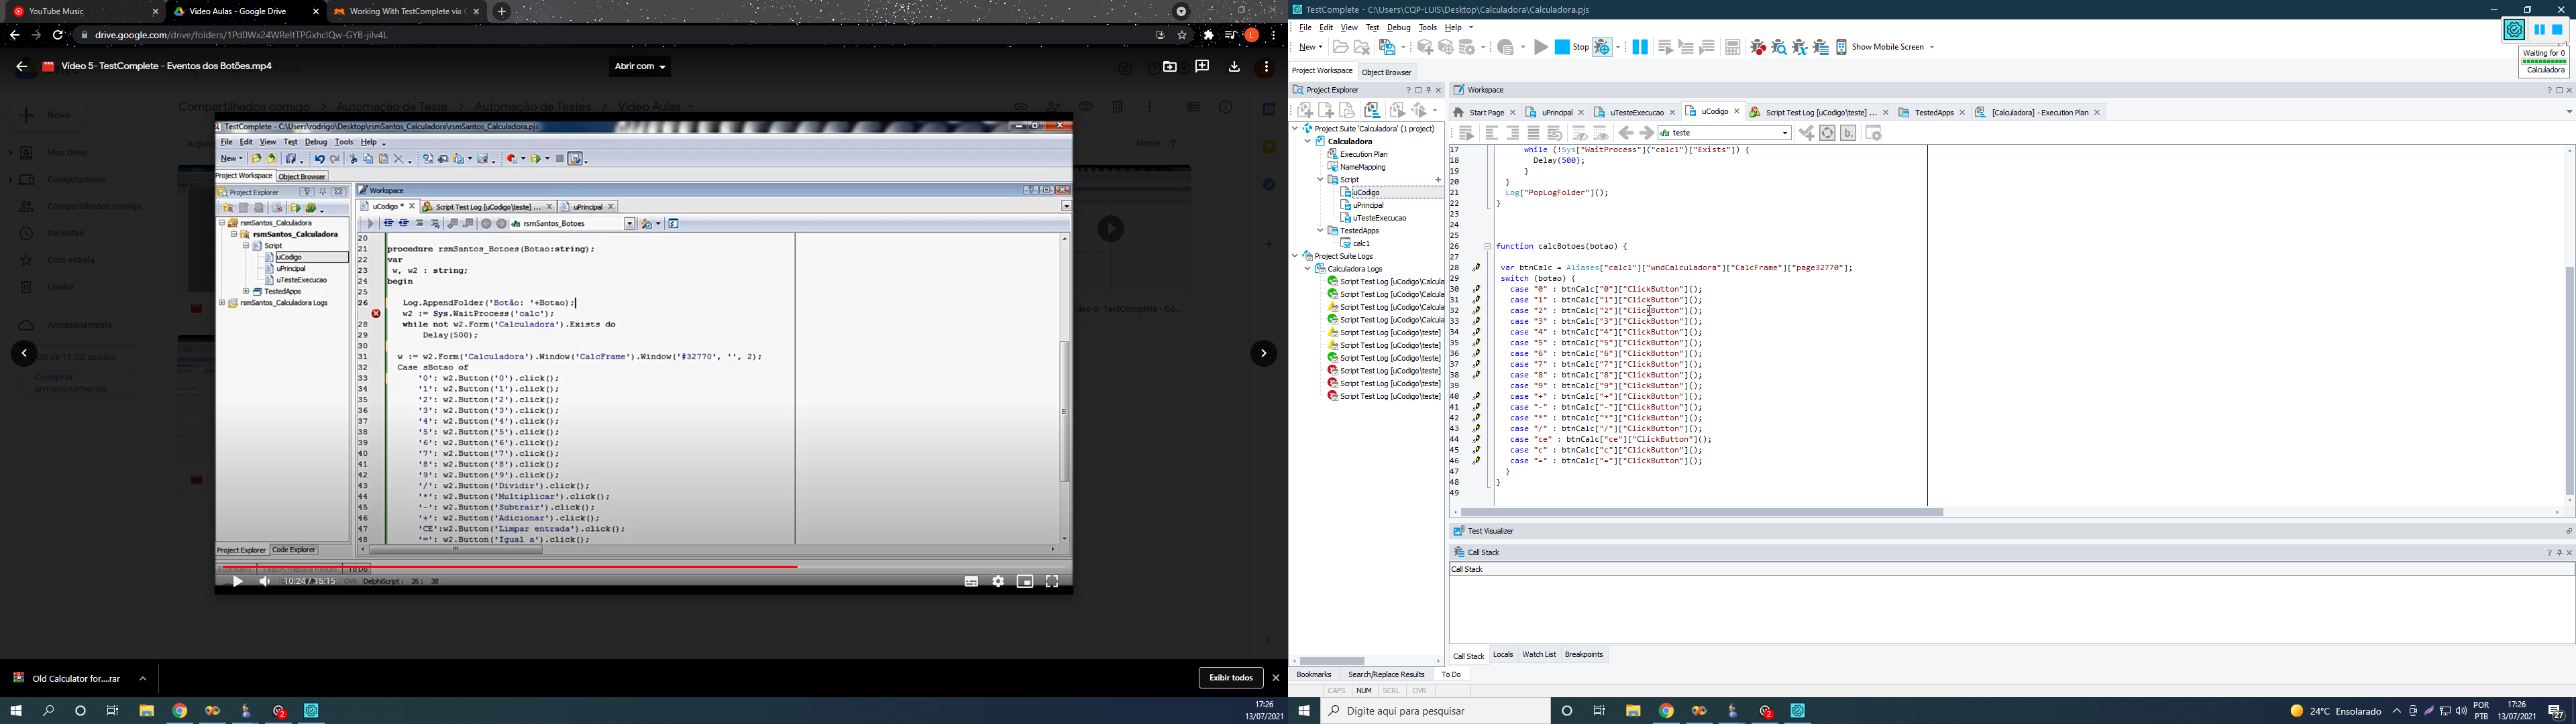 YouTube Music
Vídeo Aulas - Google Drive
Working With TestComplete via
drive.google.com/drive/folders/1Pd0Wx24WReltTPGxhclQw-GYB-jilv4L
Vídeo 5- TestComplete - Eventos dos Botões.mp4
Abrir com
Compartilhados comigo
Automação de Teste
Automação de Testes
Vídeo Aulas
Novo
Meu Drive
Computadores
Compartilhados comigo
Recentes
Com estrela
Lixeira
Armazenamento
GB de 15 GB usados
Comprar
armazenamento
Nome
TestComplete - C:\Users\rodrigo\Desktop\rsmSantos_Calculadora\rsmSantos_Calculadora.pjs
File Edit View Test Debug Tools Help
New
Project Workspace Object Browser
Project Explorer
Workspace
uCodigo *
Script Test Log [uCodigo\teste] ...
uPrincipal
rsmSantos_Botoes
rsmSantos_Calculadora
rsmSantos_Calculadora
Script
uCodigo
uPrincipal
uTesteExecucao
TestedApps
rsmSantos_Calculadora Logs
20
21 procedure rsmSantos_Botoes(Botao:string);
22 var
23 w, w2 : string;
24 begin
25
26 Log.AppendFolder('Botão: '+Botao);
w2 := Sys.WaitProcess('calc');
28 while not w2.Form('Calculadora').Exists do
29 Delay(500);
30
31 w := w2.Form('Calculadora').Window('CalcFrame').Window('#32770', '', 2);
32 Case sBotao of
33 '0': w2.Button('0').click();
34 '1': w2.Button('1').click();
35 '2': w2.Button('2').click();
36 '3': w2.Button('3').click();
37 '4': w2.Button('4').click();
38 '5': w2.Button('5').click();
39 '6': w2.Button('6').click();
40 '7': w2.Button('7').click();
41 '8': w2.Button('8').click();
42 '9': w2.Button('9').click();
43 '/': w2.Button('Dividir').click();
44 '*': w2.Button('Multiplicar').click();
45 '-': w2.Button('Subtrair').click();
46 '+': w2.Button('Adicionar').click();
47 'CE':w2.Button('Limpar entrada').click();
48 '=': w2.Button('Igual a').click();
Project Explorer Code Explorer
10:24 / 15:15
OVR DelphiScript : 26 : 38
Old Calculator for....rar
Exibir todos
17:26
13/07/2021
TestComplete - C:\Users\CQP-LUIS\Desktop\Calculadora\Calculadora.pjs
File Edit View Test Debug Tools Help
New
Stop
Show Mobile Screen
Waiting for 0
Calculadora
Project Workspace Object Browser
Project Explorer
Workspace
Start Page
uPrincipal
uTesteExecucao
uCodigo
Script Test Log [uCodigo\teste] ...
TestedApps
[Calculadora] - Execution Plan
teste
Project Suite 'Calculadora' (1 project)
Calculadora
Execution Plan
NameMapping
Script
uCodigo
uPrincipal
uTesteExecucao
TestedApps
calc1
Project Suite Logs
Calculadora Logs
Script Test Log [uCodigo\Calcula
Script Test Log [uCodigo\Calcula
Script Test Log [uCodigo\Calcula
Script Test Log [uCodigo\Calcula
Script Test Log [uCodigo\teste]
Script Test Log [uCodigo\teste]
Script Test Log [uCodigo\teste]
Script Test Log [uCodigo\teste]
Script Test Log [uCodigo\teste]
Script Test Log [uCodigo\teste]
17 while (!Sys["WaitProcess"]("calc1")["Exists"]) {
18 Delay(500);
19 }
20 }
21 Log["PopLogFolder"]();
22 }
23
24
25
26 function calcBotoes(botao) {
27
28 var btnCalc = Aliases["calc1"]["wndCalculadora"]["CalcFrame"]["page32770"];
29 switch (botao) {
30 case "0" : btnCalc["0"]["ClickButton"]();
31 case "1" : btnCalc["1"]["ClickButton"]();
32 case "2" : btnCalc["2"]["ClickButton"]();
33 case "3" : btnCalc["3"]["ClickButton"]();
34 case "4" : btnCalc["4"]["ClickButton"]();
35 case "5" : btnCalc["5"]["ClickButton"]();
36 case "6" : btnCalc["6"]["ClickButton"]();
37 case "7" : btnCalc["7"]["ClickButton"]();
38 case "8" : btnCalc["8"]["ClickButton"]();
39 case "9" : btnCalc["9"]["ClickButton"]();
40 case "+" : btnCalc["+"]["ClickButton"]();
41 case "-" : btnCalc["-"]["ClickButton"]();
42 case "*" : btnCalc["*"]["ClickButton"]();
43 case "/" : btnCalc["/"]["ClickButton"]();
44 case "ce" : btnCalc["ce"]["ClickButton"]();
45 case "c" : btnCalc["c"]["ClickButton"]();
46 case "=" : btnCalc["="]["ClickButton"]();
47 }
48 }
49
Test Visualizer
Call Stack
Call Stack
Call Stack Locals Watch List Breakpoints
Bookmarks Search/Replace Results To Do
CAPS NUM SCRL OVR
Digite aqui para pesquisar
24°C Ensolarado
POR
PTB
17:26
13/07/2021
27